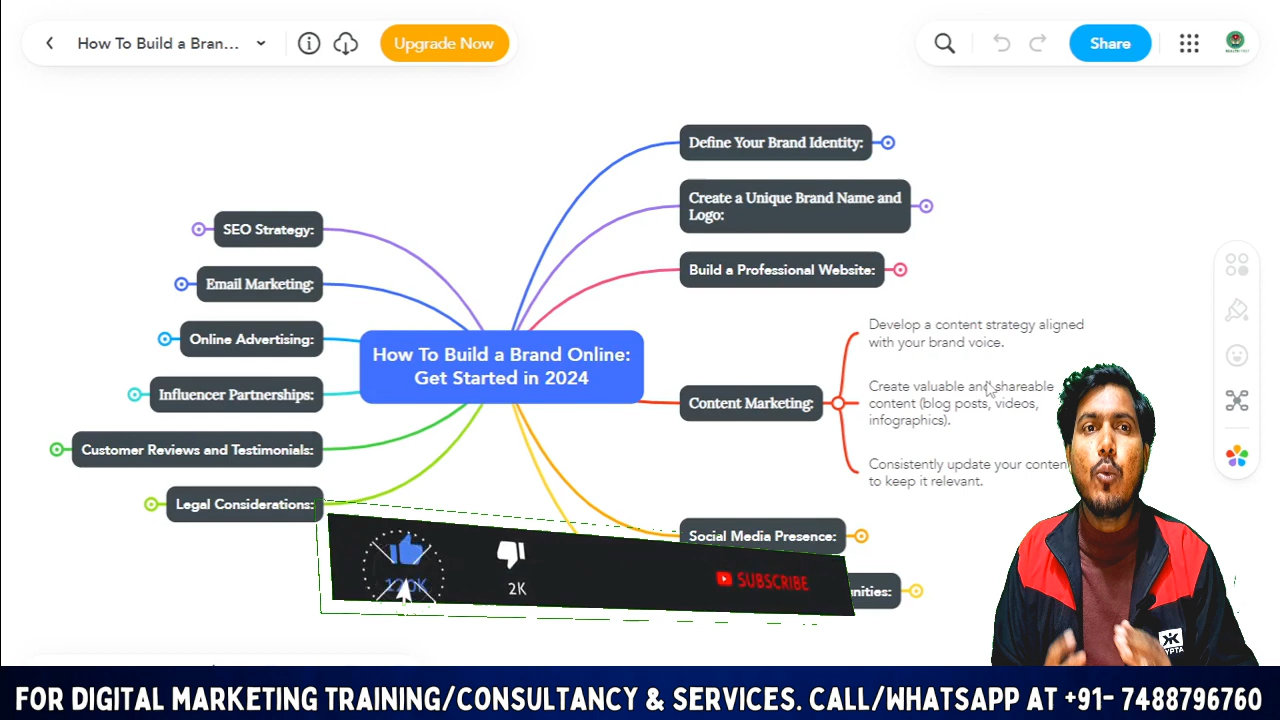 How To Build a Bran...
Upgrade Now
Share
Define Your Brand Identity:
Create a Unique Brand Name and
Logo:
Build a Professional Website:
SEO Strategy:
Email Marketing:
Online Advertising:
Influencer Partnerships:
Customer Reviews and Testimonials:
Legal Considerations:
How To Build a Brand Online:
Get Started in 2024
Content Marketing:
Develop a content strategy aligned
with your brand voice.
Create valuable and shareable
content (blog posts, videos,
infographics).
Consistently update your conten
to keep it relevant.
Social Media Presence:
nities:
2K
SUBSCRIBE
FOR DIGITAL MARKETING TRAINING/CONSULTANCY & SERVICES. CALL/WHATSAPP AT +91- 7488796760